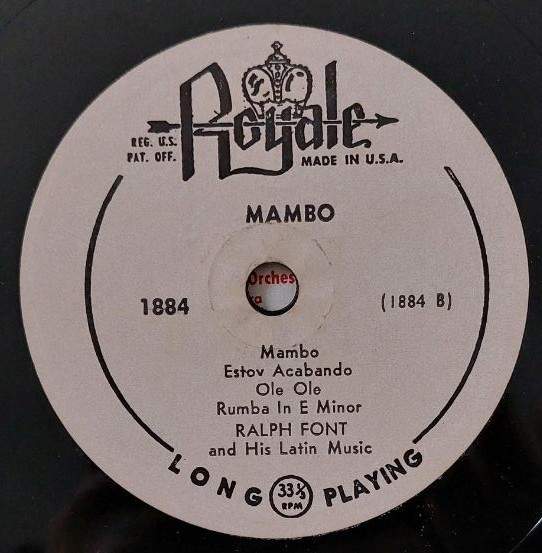 Royale
REG. U.S.
PAT. OFF.
MADE IN U.S.A.
MAMBO
Orches
ra
1884
(1884 B)
Mambo
Estov Acabando
Ole Ole
Rumba In E Minor
RALPH FONT
and His Latin Music
LONG 33⅓ RPM PLAYING